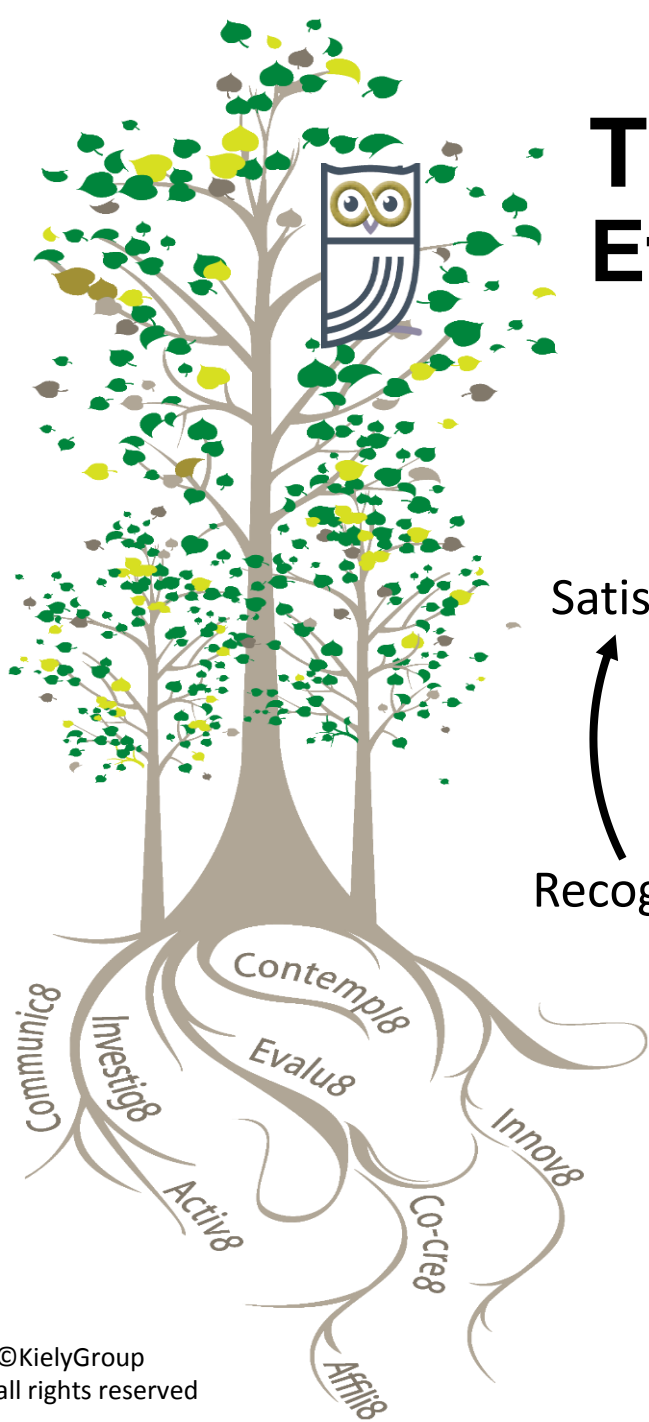 T
E
Satis
Recog
Contempl8
Communic8
Investig8
Evalu8
Innov8
Activ8
Co-cre8
Affili8
©KielyGroup
all rights reserved